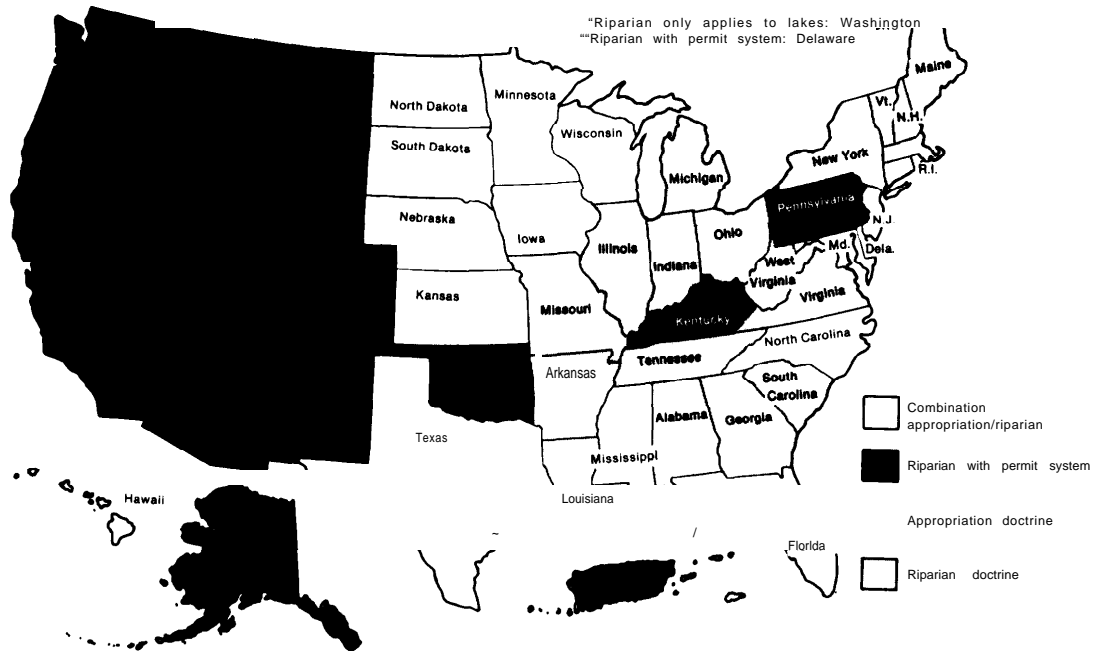 “Riparian only applies to lakes: Washington
““Riparian with permit system: Delaware
Maine
Vt.
N.H.
North Dakota
Minnesota
Wisconsin
South Dakota
New York
Michigan
R.I.
Pennsylvania
Nebraska
N.J.
Iowa
Illinois
Ohio
Md.
Dela.
Indiana
West
Virginia
Virginia
Kansas
Missouri
Kentucky
North Carolina
Tennessee
Arkansas
South
Carolina
Alabama
Georgia
Texas
Mississippi
Louisiana
Hawaii
Florlda
Combination
appropriation/riparian
Riparian with permit system
Appropriation doctrine
Riparian doctrine